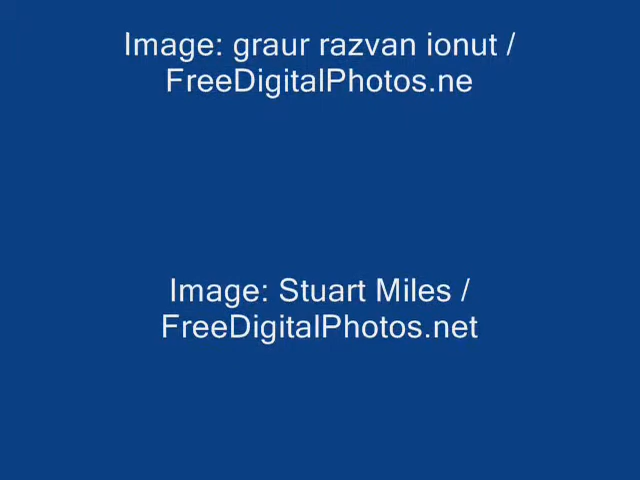 Image: graur razvan ionut /
FreeDigitalPhotos.ne
Image: Stuart Miles /
FreeDigitalPhotos.net